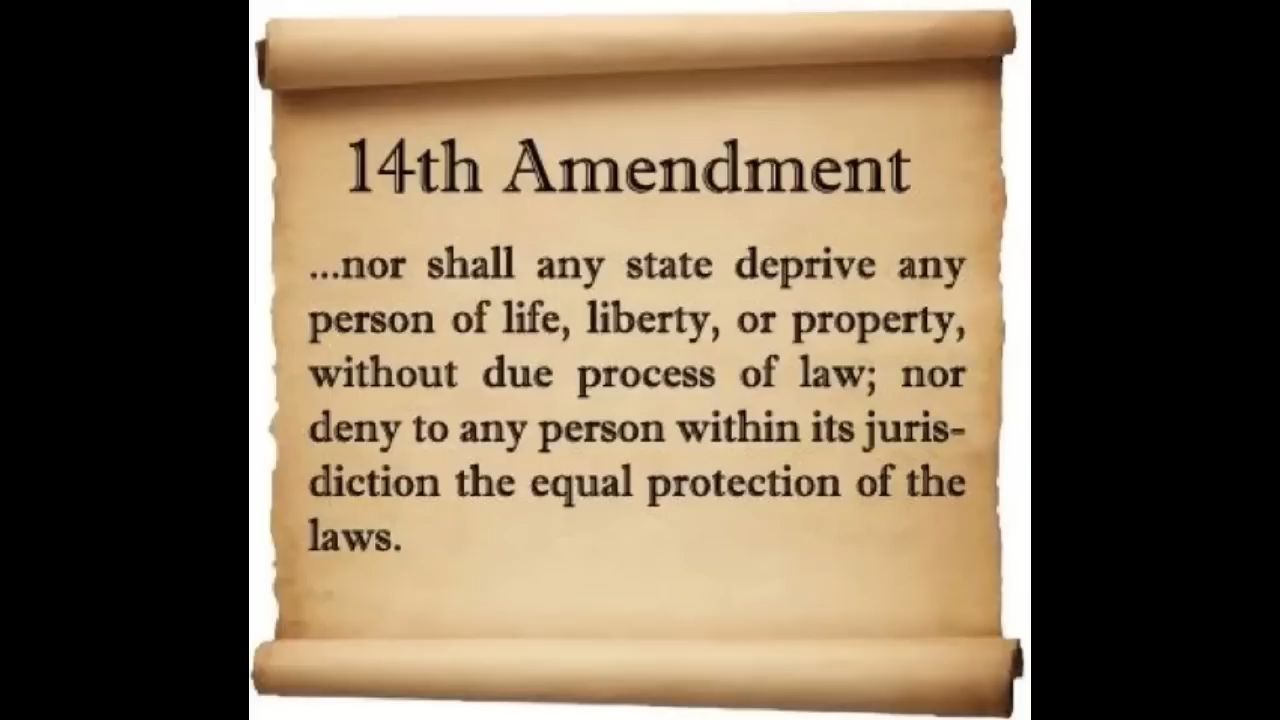 14th Amendment
...nor shall any state deprive any
person of life, liberty, or property,
without due process of law; nor
deny to any person within its juris-
diction the equal protection of the
laws.